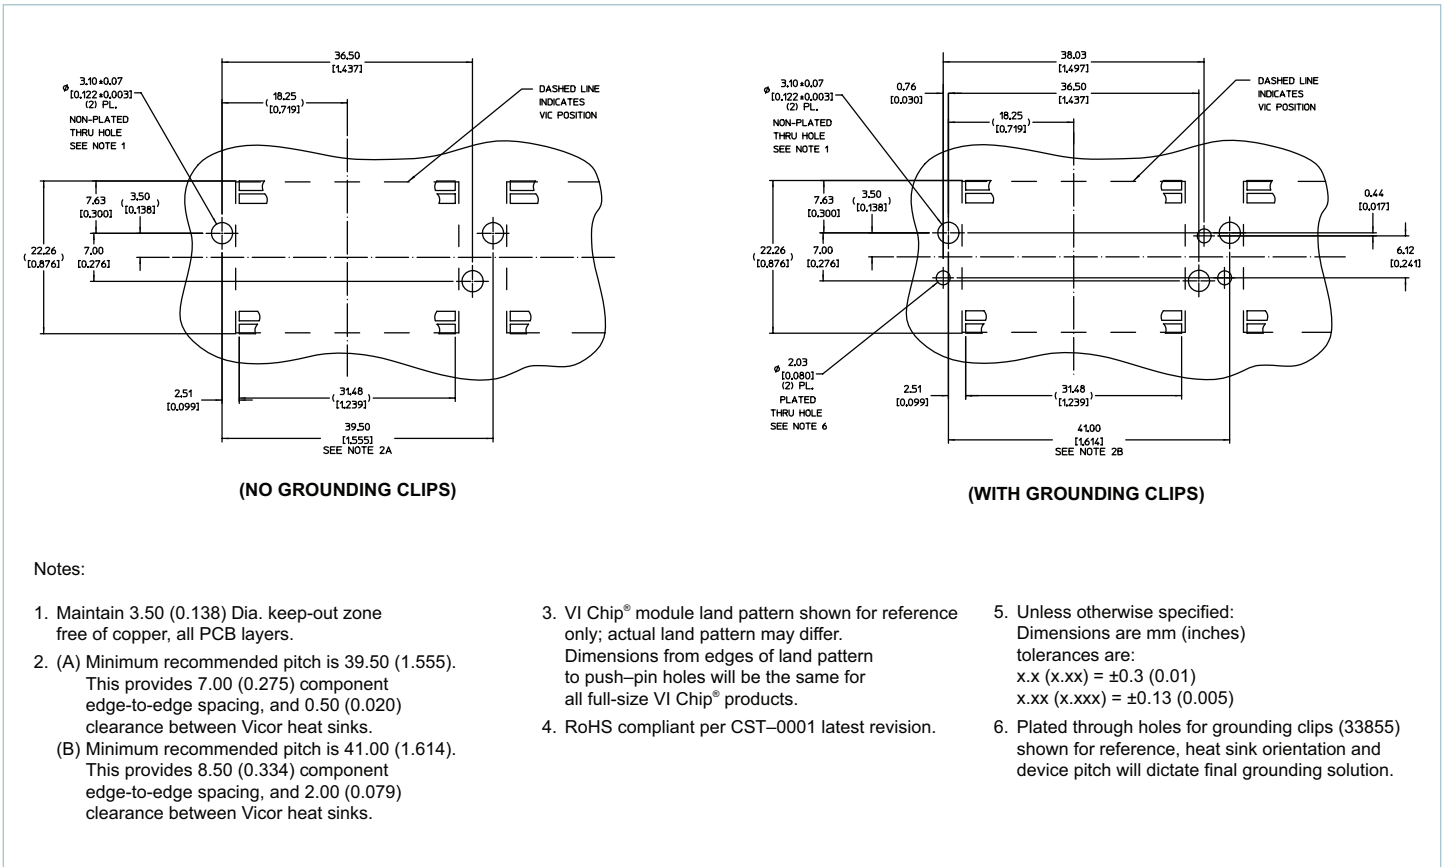 36.50
[1.437]
ø 3.10±0.07
[0.122±0.003]
(2) PL.
NON-PLATED
THRU HOLE
SEE NOTE 1
( 18.25 )
[0.719]
DASHED LINE
INDICATES
VIC POSITION
7.63
[0.300]
( 3.50 )
[0.138]
( 22.26 )
[0.876]
7.00
[0.276]
2.51
[0.099]
( 31.48 )
[1.239]
39.50
[1.555]
SEE NOTE 2A
(NO GROUNDING CLIPS)
38.03
[1.497]
ø 3.10±0.07
[0.122±0.003]
(2) PL.
NON-PLATED
THRU HOLE
SEE NOTE 1
0.76
[0.030]
36.50
[1.437]
( 18.25 )
[0.719]
DASHED LINE
INDICATES
VIC POSITION
7.63
[0.300]
( 3.50 )
[0.138]
0.44
[0.017]
( 22.26 )
[0.876]
7.00
[0.276]
6.12
[0.241]
ø 2.03
[0.080]
(2) PL.
PLATED
THRU HOLE
SEE NOTE 6
2.51
[0.099]
( 31.48 )
[1.239]
41.00
[1.614]
SEE NOTE 2B
(WITH GROUNDING CLIPS)
Notes:
1. Maintain 3.50 (0.138) Dia. keep-out zone
free of copper, all PCB layers.
2. (A) Minimum recommended pitch is 39.50 (1.555).
This provides 7.00 (0.275) component
edge-to-edge spacing, and 0.50 (0.020)
clearance between Vicor heat sinks.
(B) Minimum recommended pitch is 41.00 (1.614).
This provides 8.50 (0.334) component
edge-to-edge spacing, and 2.00 (0.079)
clearance between Vicor heat sinks.
3. VI Chip® module land pattern shown for reference
only; actual land pattern may differ.
Dimensions from edges of land pattern
to push–pin holes will be the same for
all full-size VI Chip® products.
4. RoHS compliant per CST–0001 latest revision.
5. Unless otherwise specified:
Dimensions are mm (inches)
tolerances are:
x.x (x.xx) = ±0.3 (0.01)
x.xx (x.xxx) = ±0.13 (0.005)
6. Plated through holes for grounding clips (33855)
shown for reference, heat sink orientation and
device pitch will dictate final grounding solution.